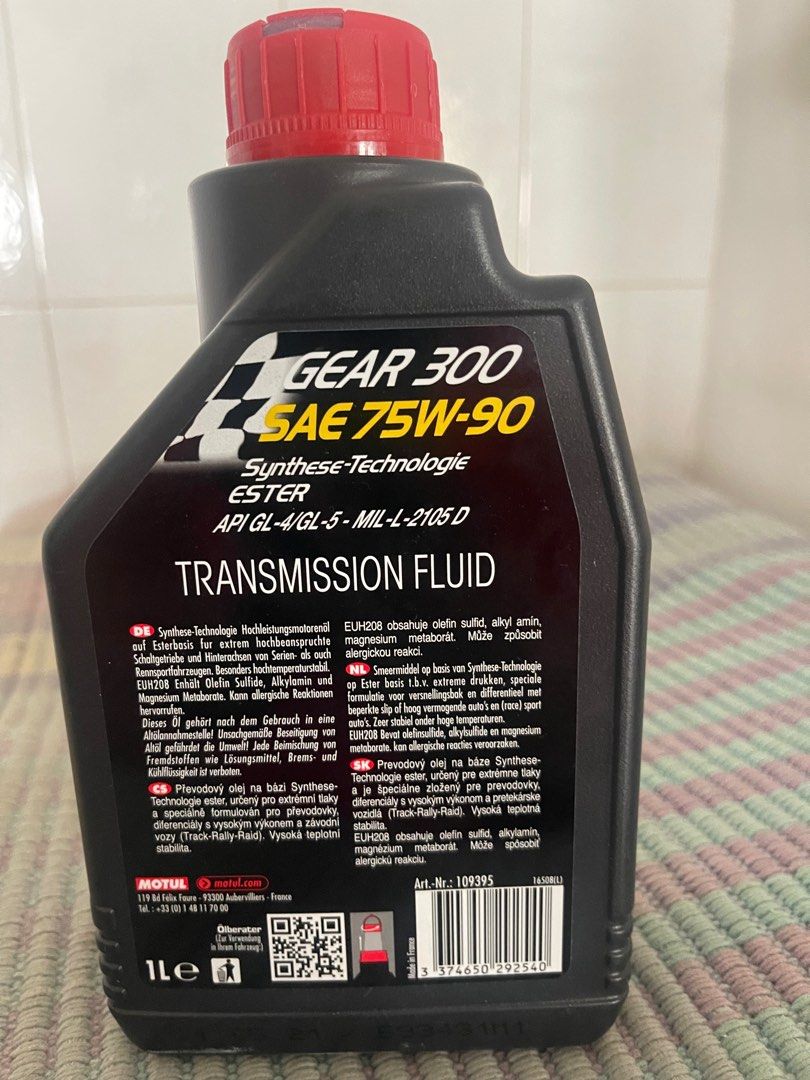 GEAR 300
SAE 75W-90
Synthese-Technologie
ESTER
API GL-4/GL-5 - MIL-L-2105 D
TRANSMISSION FLUID
DE Synthese-Technologie Hochleistungsmotorenöl
auf Esterbasis fur extrem hochbeanspruchte
Schaltgetriebe und Hinterachsen von Serien- als auch
Rennsportfahrzeugen. Besonders hochtemperaturstabil.
EUH208 Enhält Olefin Sulfide, Alkylamin und
Magnesium Metaborate. Kann allergische Reaktionen
hervorrufen.
Dieses Öl gehört nach dem Gebrauch in eine
Altölannahmestelle! Unsachgemäße Beseitigung von
Altöl gefährdet die Umwelt! Jede Beimischung von
Fremdstoffen wie Lösungsmittel, Brems- und
Kühlflüssigkeit ist verboten.
CS Převodový olej na bázi Synthese-
Technologie ester, určený pro extrémní tlaky
a speciálně formulován pro převodovky,
diferenciály s vysokým výkonem a závodní
vozy (Track-Rally-Raid). Vysoká teplotní
stabilita.
EUH208 obsahuje olefin sulfid, alkyl amín,
magnesium metaborát. Může způsobit
alergickou reakci.
NL Smeermiddel op basis van Synthese-Technologie
op Ester basis t.b.v. extreme drukken, speciale
formulatie voor versnellingsbak en differentieel met
beperkte slip of hoog vermogende auto's en (race) sport
auto's. Zeer stabiel onder hoge temperaturen.
EUH208 Bevat olefinsulfide, alkylsulfide en magnesium
metaborate. kan allergische reacties veroorzaken.
SK Prevodový olej na báze Synthese-
Technologie ester, určený pre extrémne tlaky
a je špeciálne zložený pre prevodovky,
diferenciály s vysokým výkonom a pretekárske
vozidlá (Track-Rally-Raid). Vysoká teplotná
stabilita.
EUH208 obsahuje olefin sulfid, alkylamín,
magnézium metaborát. Môže spôsobiť
alergickú reakciu.
MOTUL motul.com
119 Bd Félix Faure - 93300 Aubervilliers - France
Tél. : +33 (0) 1 48 11 70 00
Ölberater
(Zur Verwendung
in Ihrem Fahrzeug:)
1L e
Art.-Nr.: 109395
16508(L)
Made in France
3 374650 292540